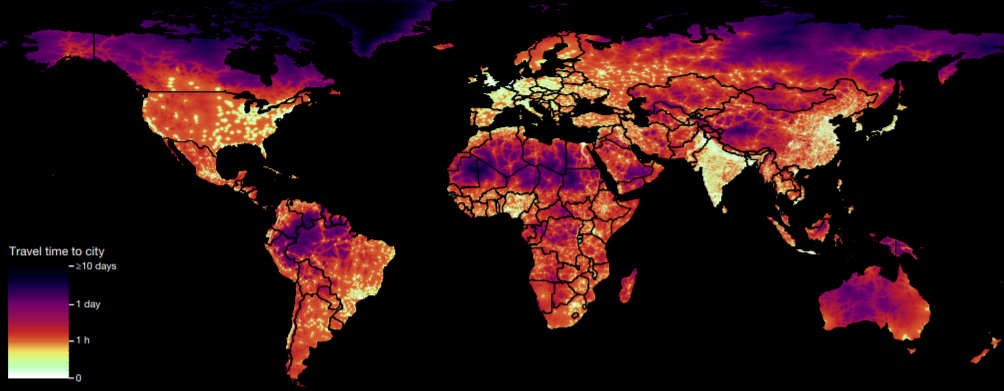 Travel time to city
≥10 days
1 day
1 h
0